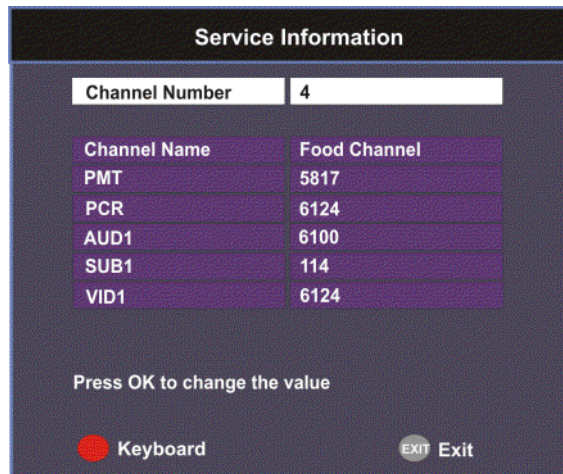 Service Information
Channel Number 4
Channel Name Food Channel
PMT 5817
PCR 6124
AUD1 6100
SUB1 114
VID1 6124
Press OK to change the value
Keyboard EXIT Exit